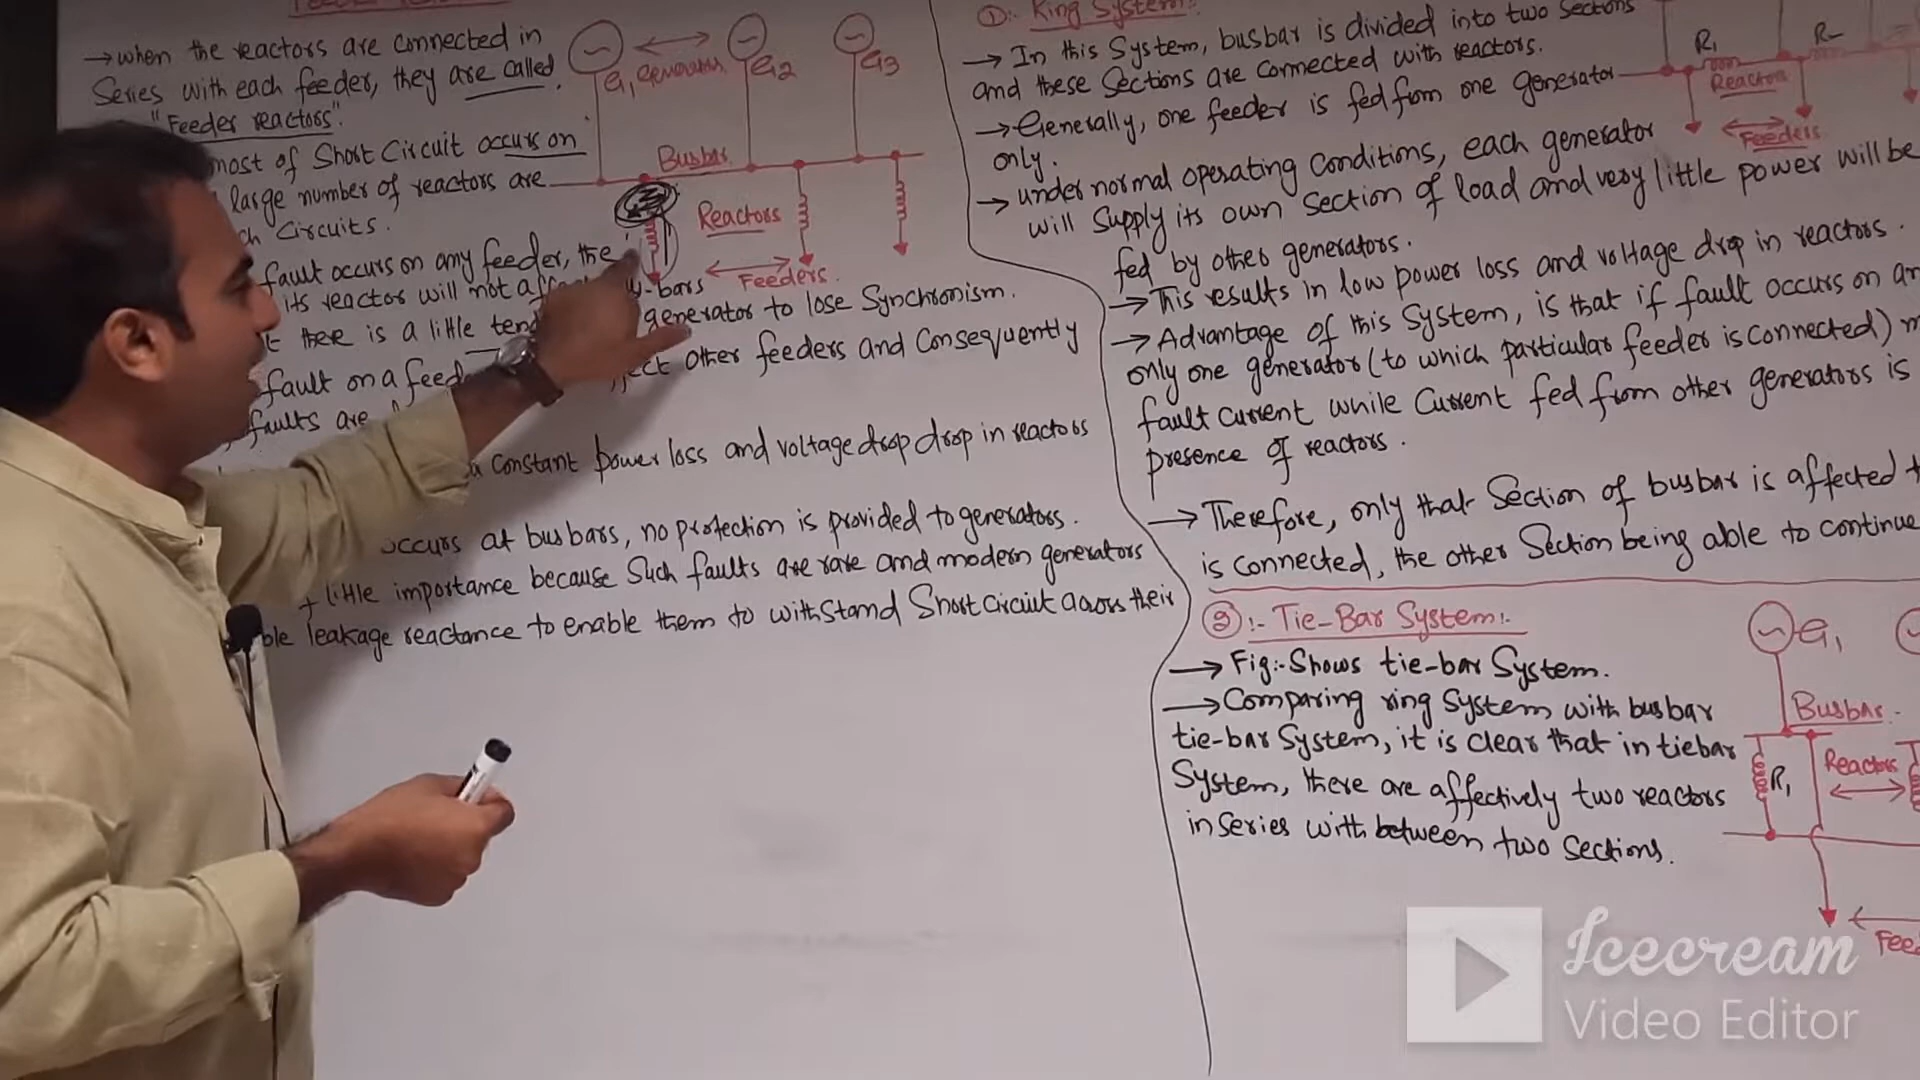 → when the reactors are connected in
Series with each feeder, they are called
"Feeder reactors".
most of Short Circuit occurs on
large number of reactors are
Circuits.
fault occurs on any feeder, the
its reactor will not bus-bars
there is a little generator to lose Synchronism.
fault on a feeder other feeders and Consequently
faults are
a constant power loss and voltage drop drop in reactors
occurs at bus bars, no protection is provided to generators.
little importance because Such faults are rare and modern generators
leakage reactance to enable them to withstand Short circiut across their
G1 Generator G2 G3
Busbar
Reactors
Feeders
①:- Ring System:-
→ In this System, busbar is divided into two Sections
and these Sections are Connected with reactors.
→ Generally, one feeder is fed from one generator
only.
→ under normal operating Conditions, each generator
will Supply its own Section of load and very little power will be
fed by other generators.
→ This results in low power loss and voltage drop in reactors.
→ Advantage of this System, is that if fault occurs on
only one generator (to which particular feeder is connected)
fault current while Current fed from other generators is
presence of reactors.
→ Therefore, only that Section of busbar is affected
is connected, the other Section being able to continue
R1
Reactors
Feeders
②:- Tie-Bar System:-
→ Fig:- Shows tie-bar System.
→ Comparing ring System with busbar
tie-bar System, it is clear that in tiebar
System, there are affectively two reactors
in Series with between two Sections.
G1
Busbar
R1
Reactors
Icecream
Video Editor